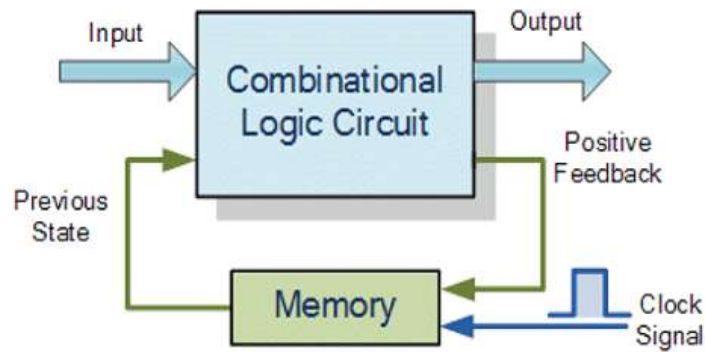 Input
Output
Combinational
Logic Circuit
Positive
Feedback
Previous
State
Memory
Clock
Signal